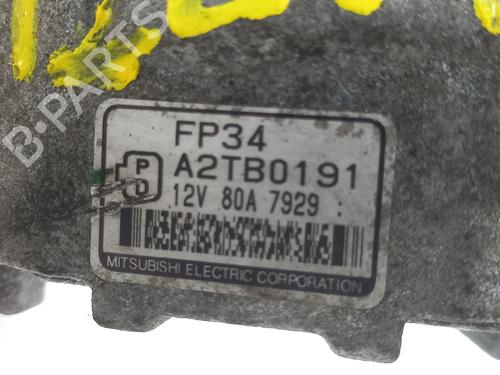 B-PARTS
FP34
P
D
A2TB0191
12V 80A 7929 :
MITSUBISHI ELECTRIC CORPORATION